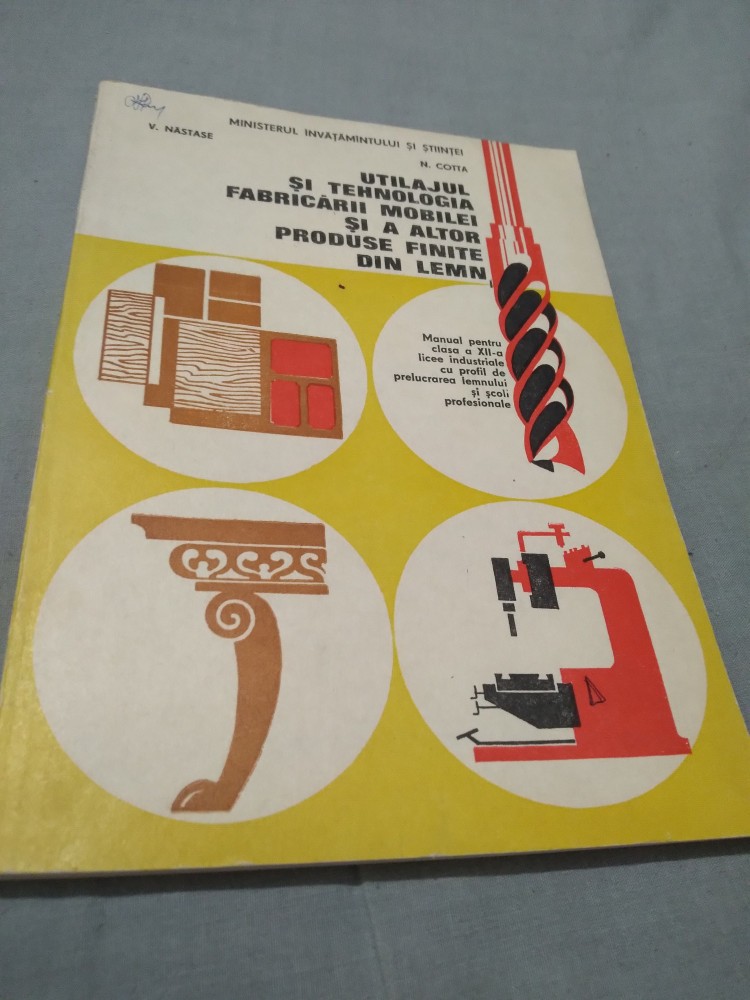 MINISTERUL ÎNVĂȚĂMÎNTULUI ȘI ȘTIINȚEI
V. NĂSTASE
N. COTTA
UTILAJUL
ȘI TEHNOLOGIA
FABRICĂRII MOBILEI
ȘI A ALTOR
PRODUSE FINITE
DIN LEMN
Manual pentru
clasa a XII-a
licee industriale
cu profil de
prelucrarea lemnului
și școli
profesionale